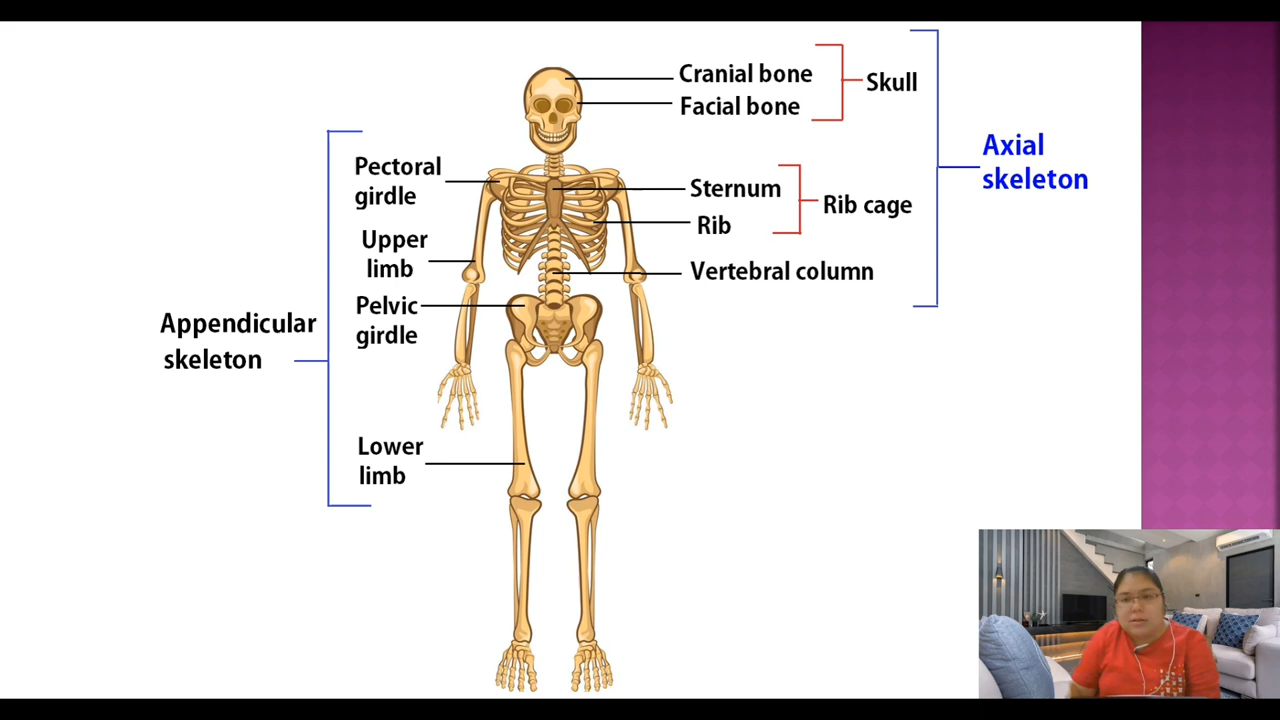 Cranial bone
Facial bone
Skull
Axial
skeleton
Pectoral
girdle
Sternum
Rib
Rib cage
Upper
limb
Vertebral column
Pelvic
girdle
Appendicular
skeleton
Lower
limb